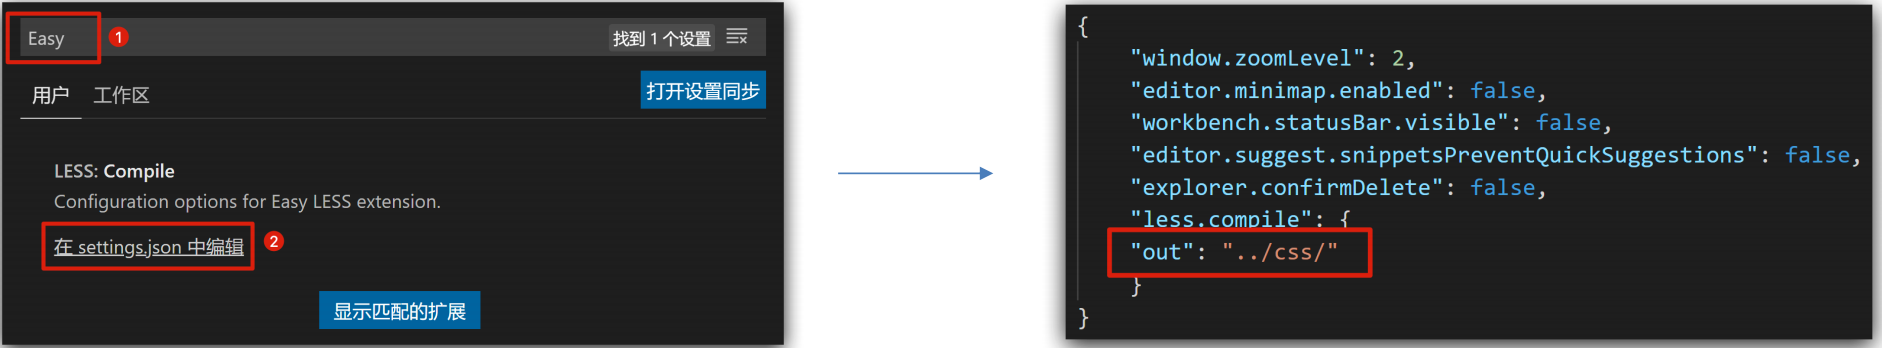 Easy
1
找到 1 个设置
用户
工作区
打开设置同步
LESS: Compile
Configuration options for Easy LESS extension.
在 settings.json 中编辑
2
显示匹配的扩展
{
"window.zoomLevel": 2,
"editor.minimap.enabled": false,
"workbench.statusBar.visible": false,
"editor.suggest.snippetsPreventQuickSuggestions": false,
"explorer.confirmDelete": false,
"less.compile": {
"out": "../css/"
}
}